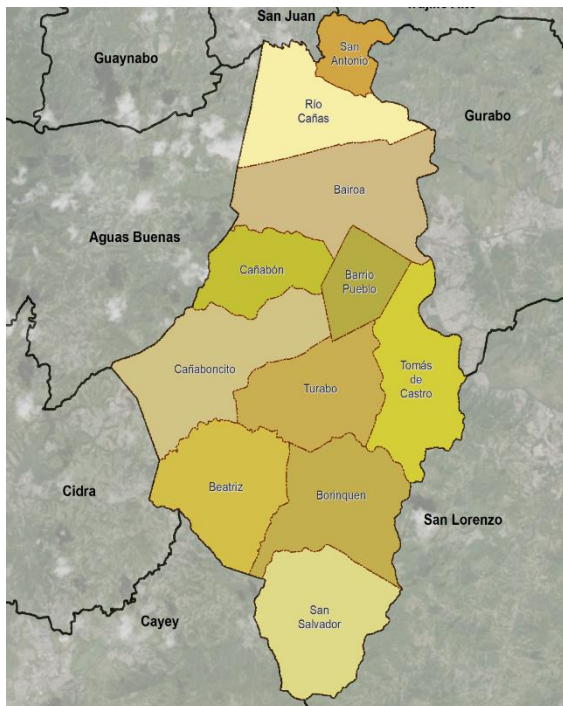 San Juan
Guaynabo
San
Antonio
Río
Cañas
Gurabo
Bairoa
Aguas Buenas
Cañabón
Barrio
Pueblo
Cañaboncito
Tomás
de
Castro
Turabo
Cidra
Beatriz
Borinquen
San Lorenzo
San
Salvador
Cayey